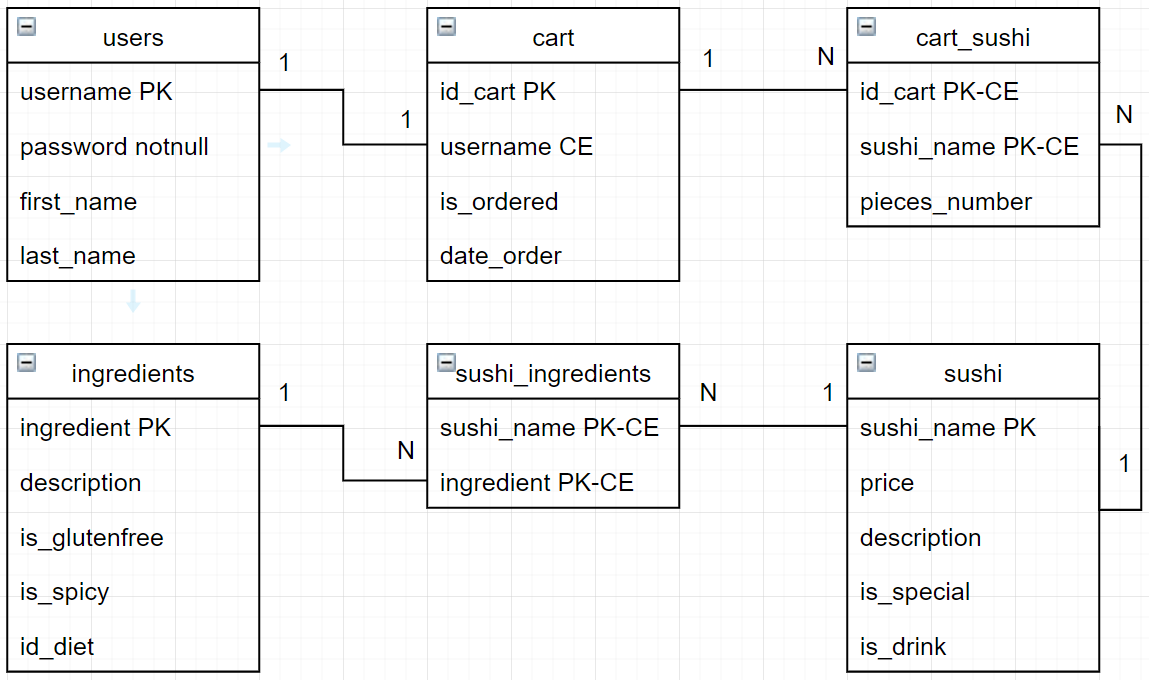 users
username PK
password notnull
first_name
last_name
1
1
cart
id_cart PK
username CE
is_ordered
date_order
1
N
cart_sushi
id_cart PK-CE
sushi_name PK-CE
pieces_number
N
ingredients
ingredient PK
description
is_glutenfree
is_spicy
id_diet
1
N
sushi_ingredients
sushi_name PK-CE
ingredient PK-CE
N
1
sushi
sushi_name PK
price
description
is_special
is_drink
1